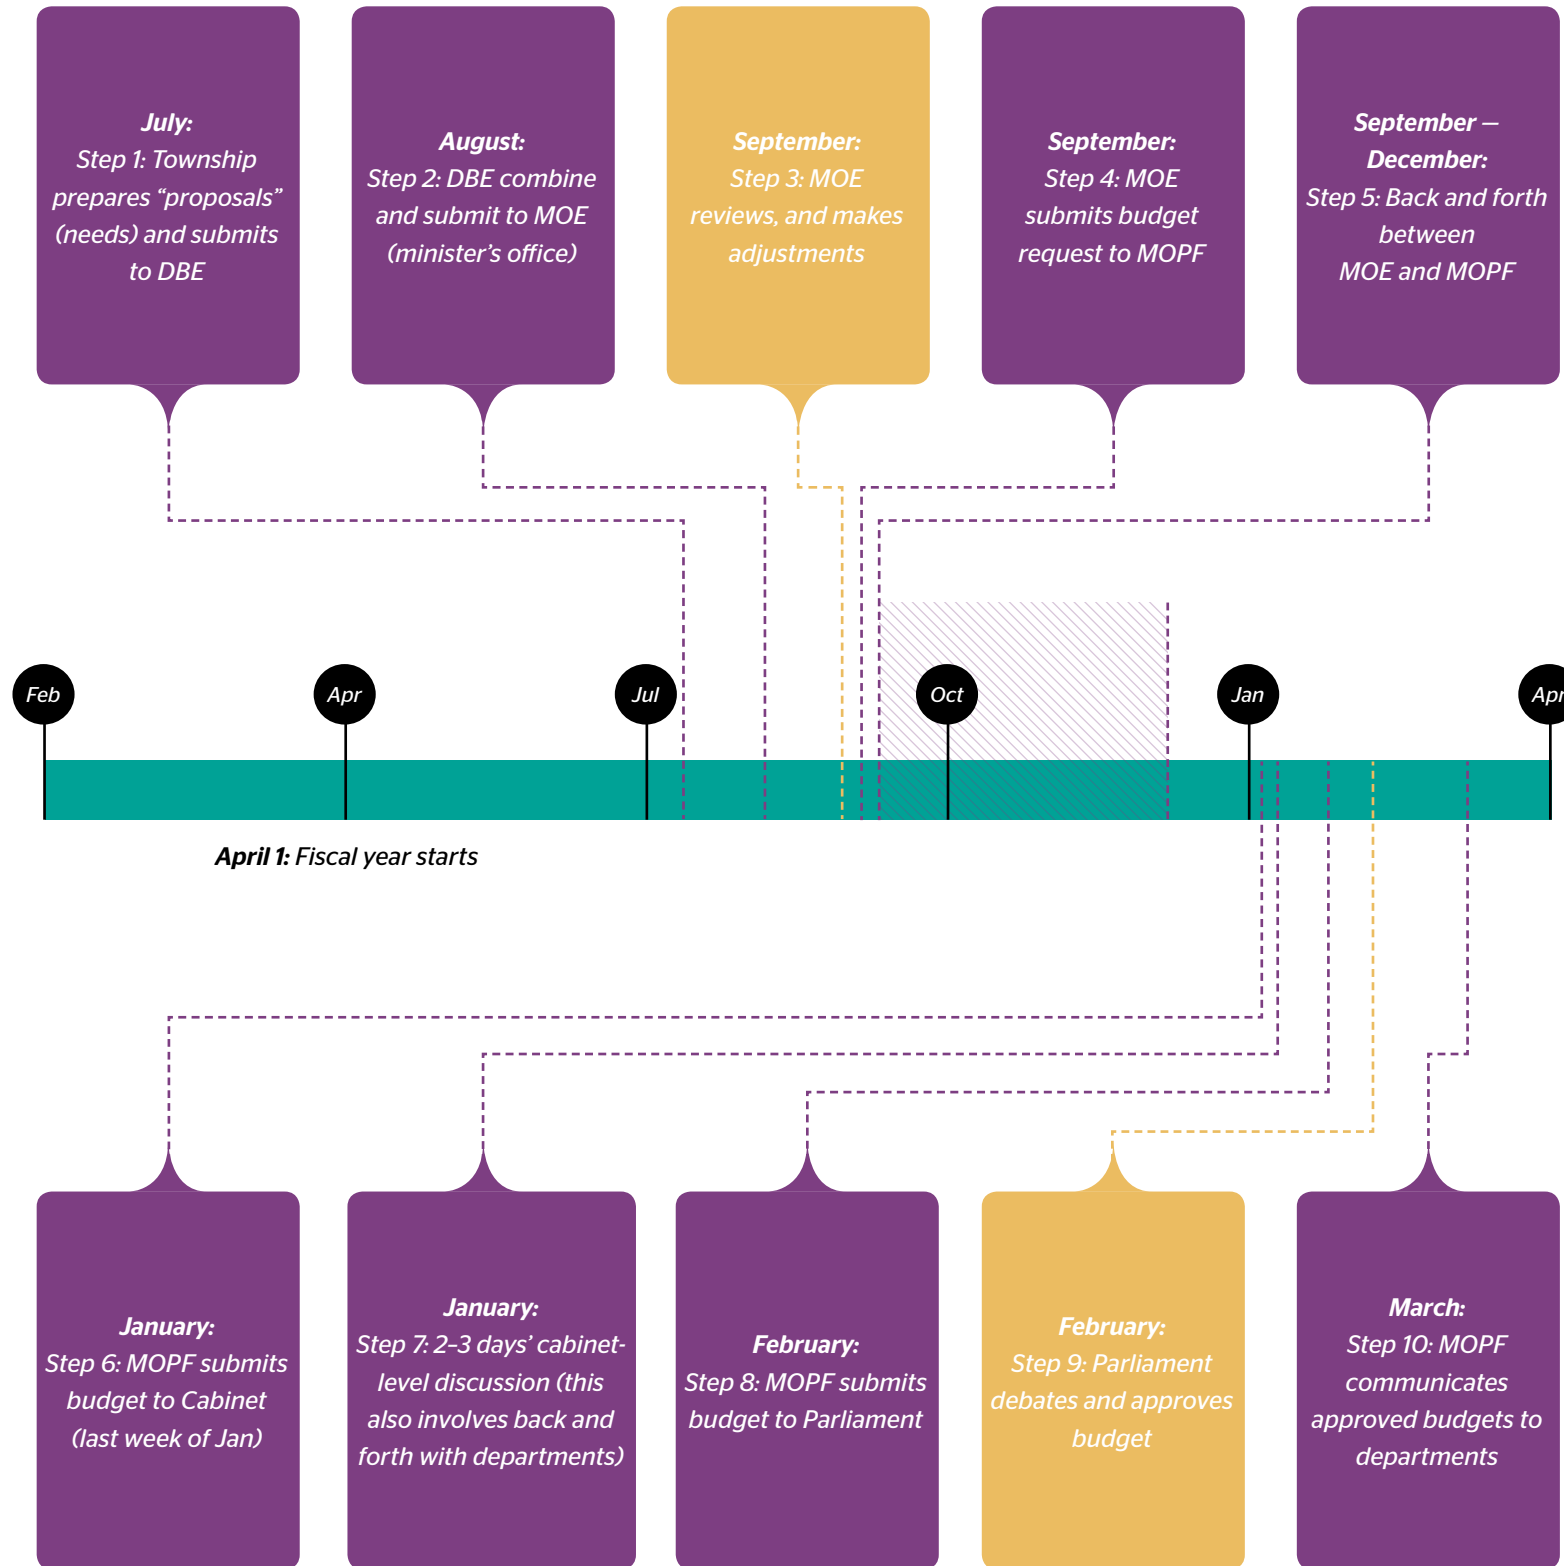 July:
Step 1: Township
prepares “proposals”
(needs) and submits
to DBE
August:
Step 2: DBE combine
and submit to MOE
(minister’s office)
September:
Step 3: MOE
reviews, and makes
adjustments
September:
Step 4: MOE
submits budget
request to MOPF
September –
December:
Step 5: Back and forth
between
MOE and MOPF
Feb
Apr
Jul
Oct
Jan
Apr
April 1: Fiscal year starts
January:
Step 6: MOPF submits
budget to Cabinet
(last week of Jan)
January:
Step 7: 2–3 days’ cabinet-
level discussion (this
also involves back and
forth with departments)
February:
Step 8: MOPF submits
budget to Parliament
February:
Step 9: Parliament
debates and approves
budget
March:
Step 10: MOPF
communicates
approved budgets to
departments